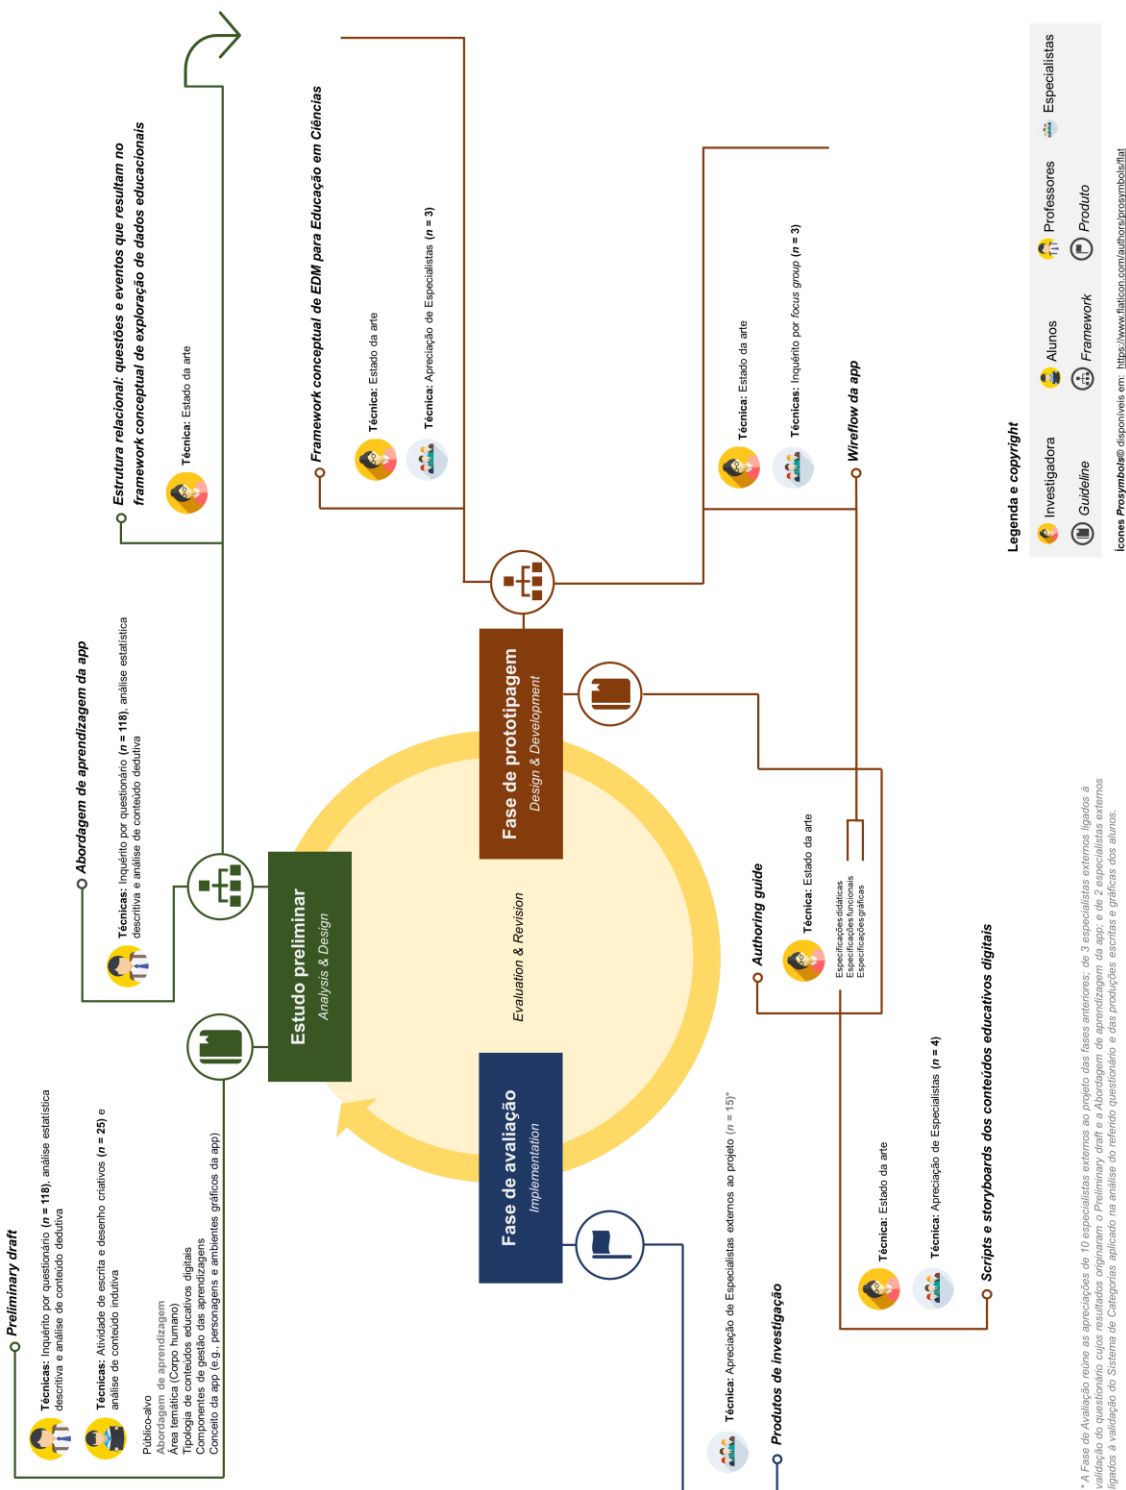 Preliminary draft
Técnicas: Inquérito por questionário (n = 118), análise estatística
descritiva e análise de conteúdo dedutiva
Técnicas: Atividade de escrita e desenho criativos (n = 25) e
análise de conteúdo indutiva
Público-alvo
Abordagem de aprendizagem
Área temática (Corpo humano)
Tipologia de conteúdos educativos digitais
Componentes de gestão das aprendizagens
Conceito da app (e.g., personagens e ambientes gráficos da app)
Abordagem de aprendizagem da app
Técnicas: Inquérito por questionário (n = 118), análise estatística
descritiva e análise de conteúdo dedutiva
Estrutura relacional: questões e eventos que resultam no
framework conceptual de exploração de dados educacionais
Técnica: Estado da arte
Estudo preliminar
Analysis & Design
Framework conceptual de EDM para Educação em Ciências
Técnica: Estado da arte
Técnica: Apreciação de Especialistas (n = 3)
Fase de avaliação
Implementation
Evaluation & Revision
Fase de prototipagem
Design & Development
Técnica: Estado da arte
Técnicas: Inquérito por focus group (n = 3)
Wireflow da app
Técnica: Apreciação de Especialistas externos ao projeto (n = 15)*
Produtos de investigação
Authoring guide
Técnica: Estado da arte
Especificações didáticas
Especificações funcionais
Especificações gráficas
Técnica: Estado da arte
Técnica: Apreciação de Especialistas (n = 4)
Scripts e storyboards dos conteúdos educativos digitais
Legenda e copyright
Investigadora
Alunos
Professores
Especialistas
Guideline
Framework
Produto
Ícones Prosymbols® disponíveis em: https://www.flaticon.com/authors/prosymbols/flat
* A Fase de Avaliação reúne as apreciações de 10 especialistas externos ao projeto das fases anteriores; de 3 especialistas externos ligados à
validação do questionário cujos resultados originaram o Preliminary draft e a Abordagem de aprendizagem da app; e de 2 especialistas externos
ligados à validação do Sistema de Categorias aplicado na análise do referido questionário e das produções escritas e gráficas dos alunos.